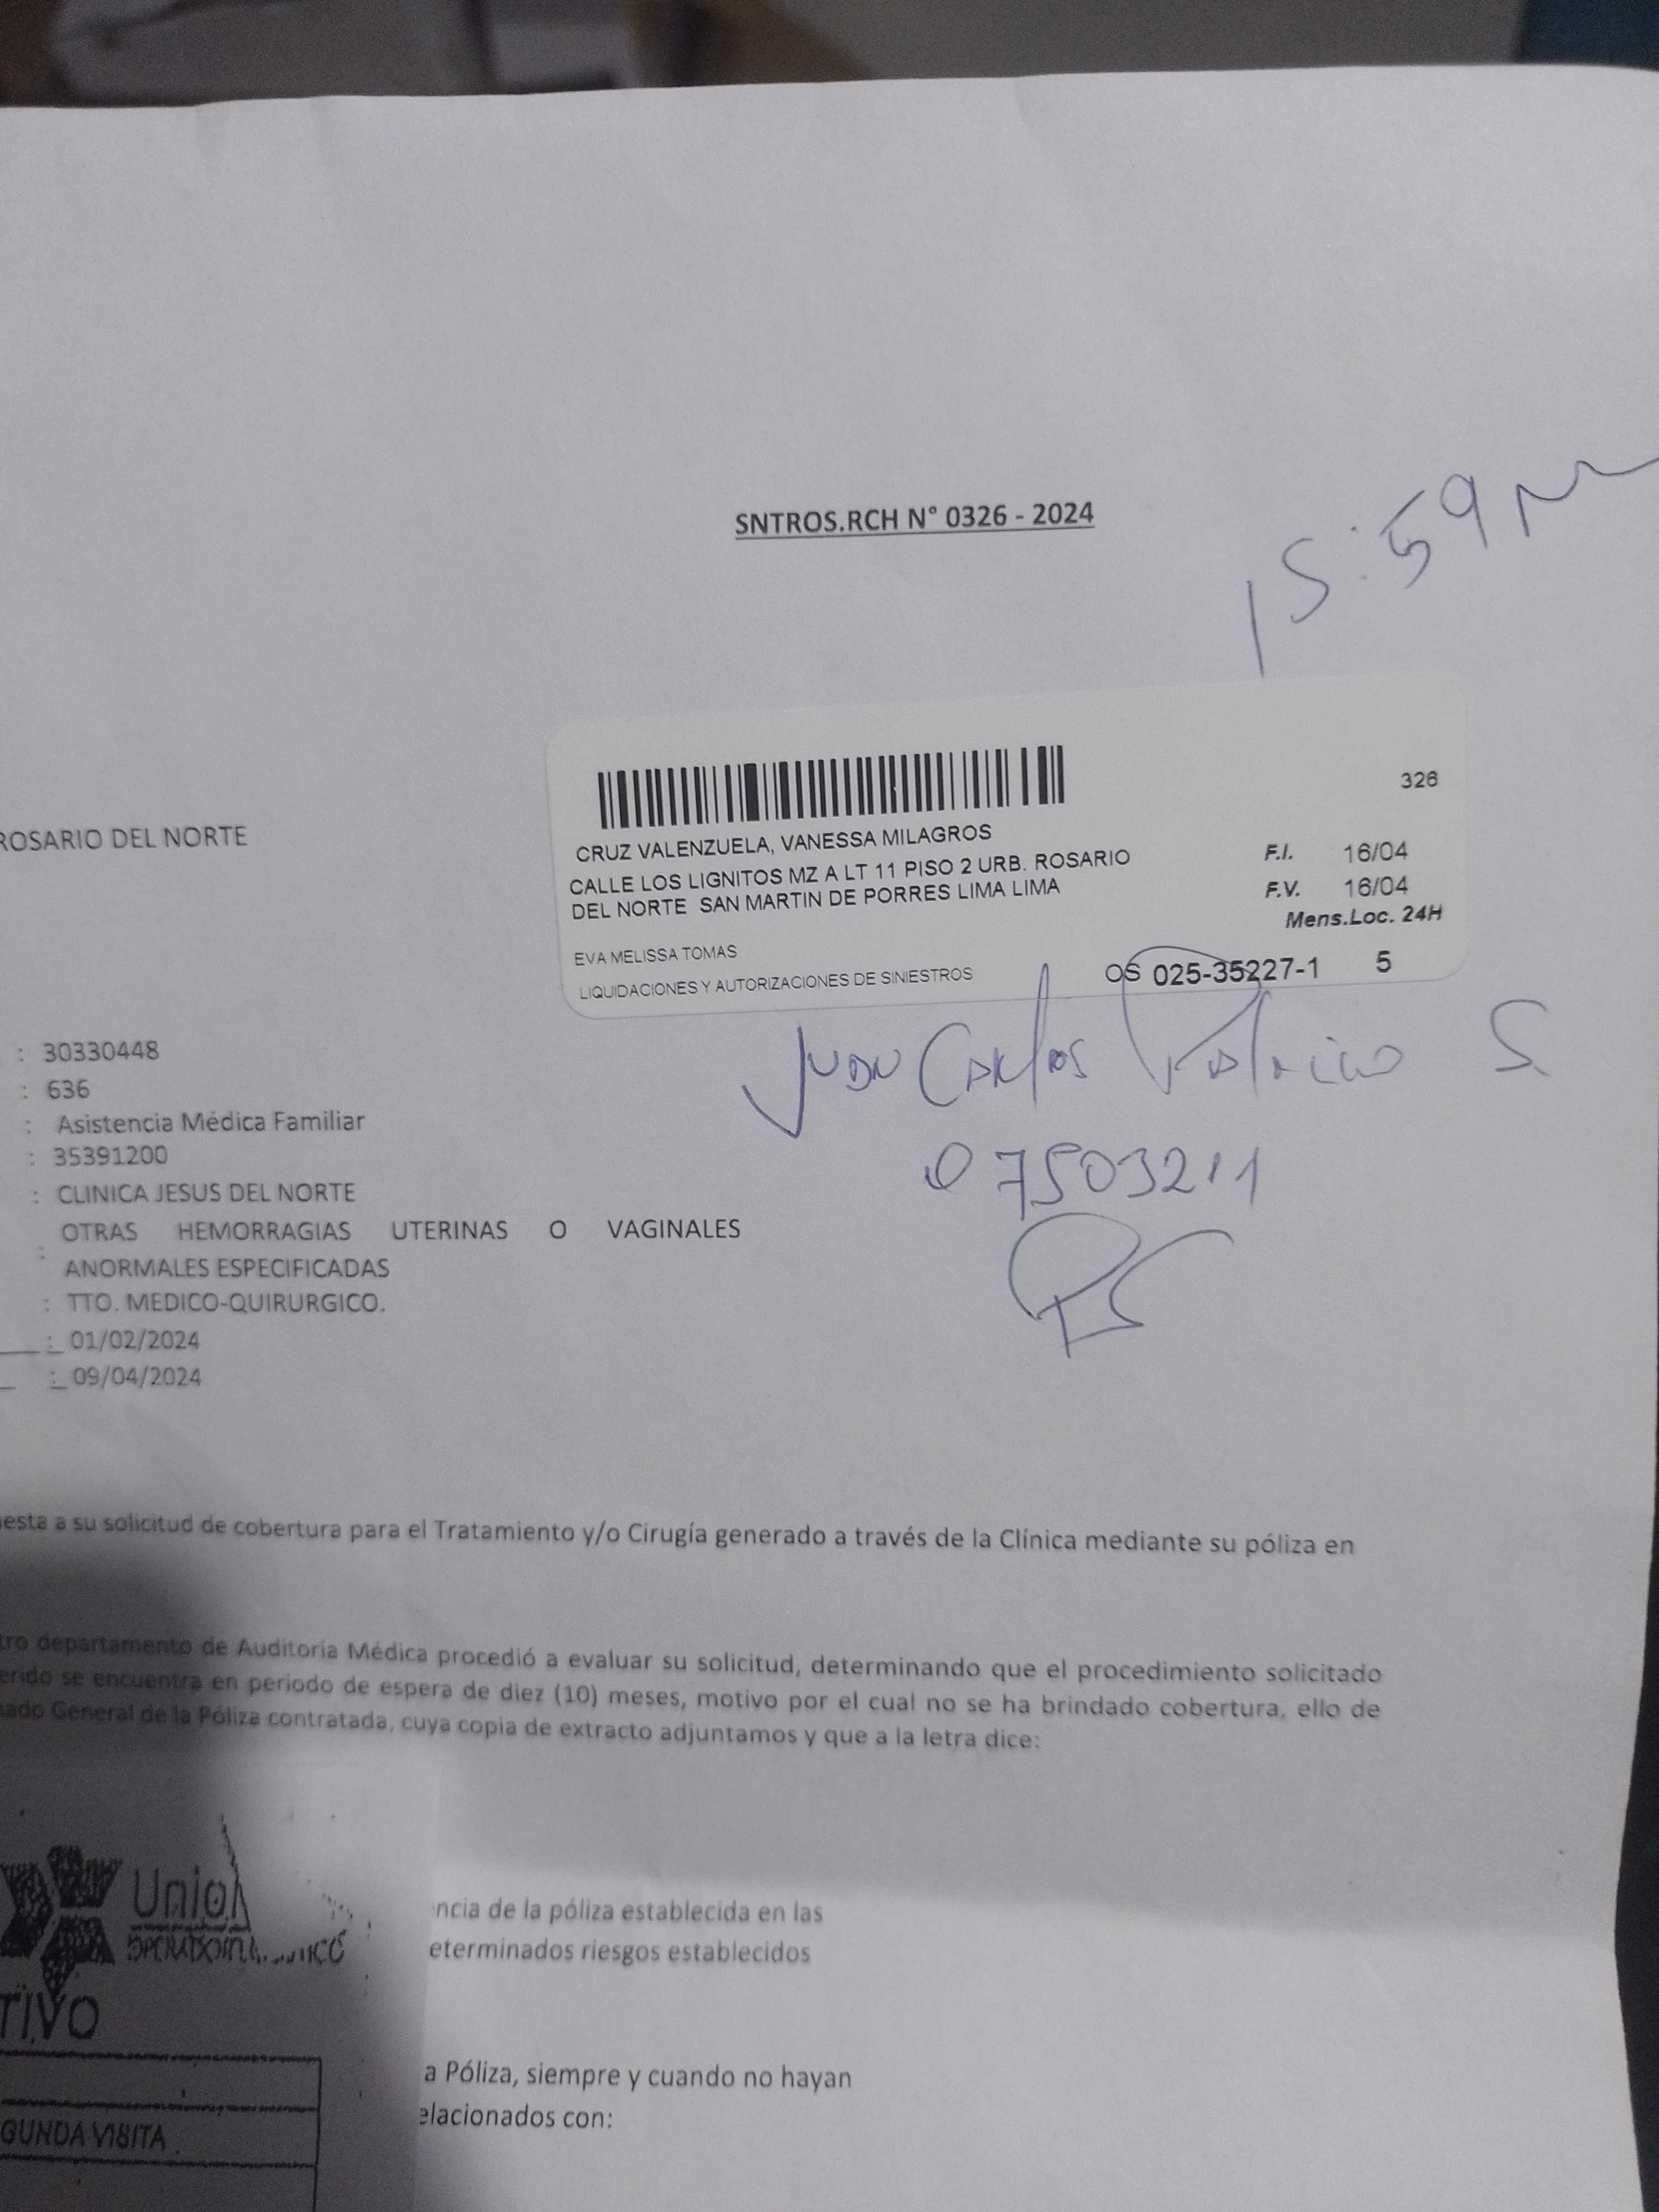 SNTROS.RCH N° 0326 - 2024
15:59
326
CRUZ VALENZUELA, VANESSA MILAGROS
CALLE LOS LIGNITOS MZ A LT 11 PISO 2 URB. ROSARIO
DEL NORTE SAN MARTIN DE PORRES LIMA LIMA
F.I. 16/04
F.V. 16/04
Mens.Loc. 24H
EVA MELISSA TOMAS
LIQUIDACIONES Y AUTORIZACIONES DE SINIESTROS
OS 025-35227-1 5
ROSARIO DEL NORTE
Juan Carlos S
07503211
: 30330448
: 636
: Asistencia Médica Familiar
: 35391200
: CLINICA JESUS DEL NORTE
: OTRAS HEMORRAGIAS UTERINAS O VAGINALES
ANORMALES ESPECIFICADAS
: TTO. MEDICO-QUIRURGICO.
: 01/02/2024
: 09/04/2024
esta a su solicitud de cobertura para el Tratamiento y/o Cirugía generado a través de la Clínica mediante su póliza en
tro departamento de Auditoría Médica procedió a evaluar su solicitud, determinando que el procedimiento solicitado
erido se encuentra en periodo de espera de diez (10) meses, motivo por el cual no se ha brindado cobertura, ello de
ado General de la Póliza contratada, cuya copia de extracto adjuntamos y que a la letra dice:
Union
ncia de la póliza establecida en las
eterminados riesgos establecidos
TIVO
a Póliza, siempre y cuando no hayan
elacionados con:
GUNDA VISITA